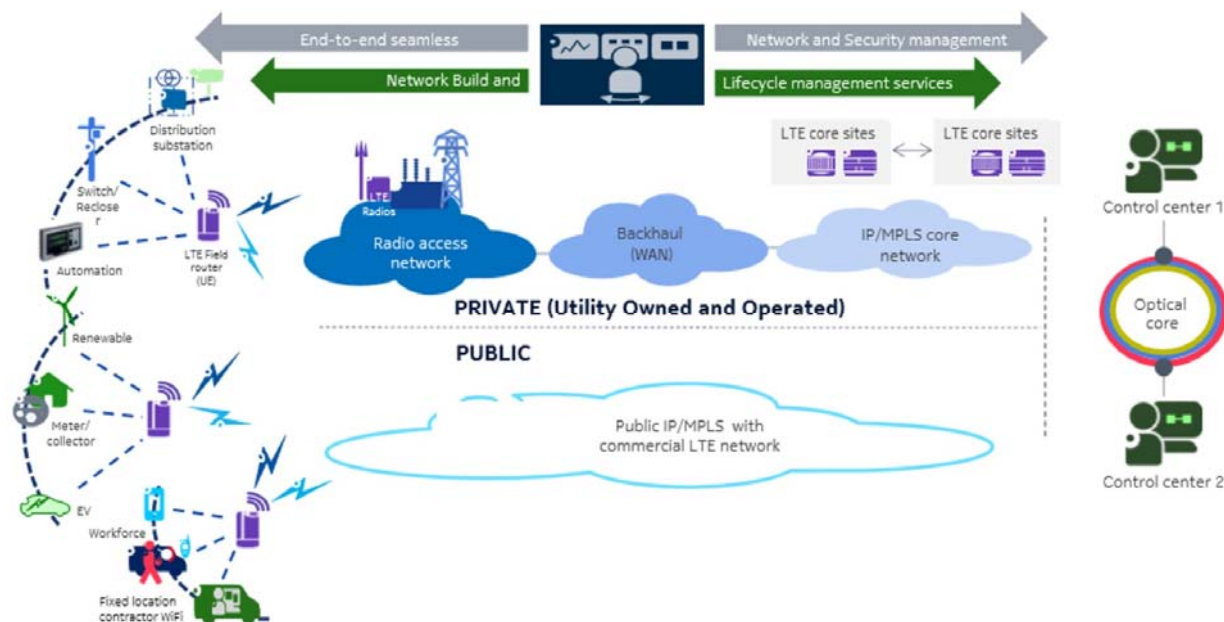 End-to-end seamless
Network and Security management
Network Build and
Lifecycle management services
Distribution
substation
Switch/
Reclose
r
Automation
LTE Field
router
(UE)
LTE
Radios
Radio access
network
Backhaul
(WAN)
IP/MPLS core
network
LTE core sites
LTE core sites
Control center 1
PRIVATE (Utility Owned and Operated)
PUBLIC
Optical
core
Renewable
Meter/
collector
Public IP/MPLS with
commercial LTE network
Control center 2
EV
Workforce
Fixed location
contractor WiFi